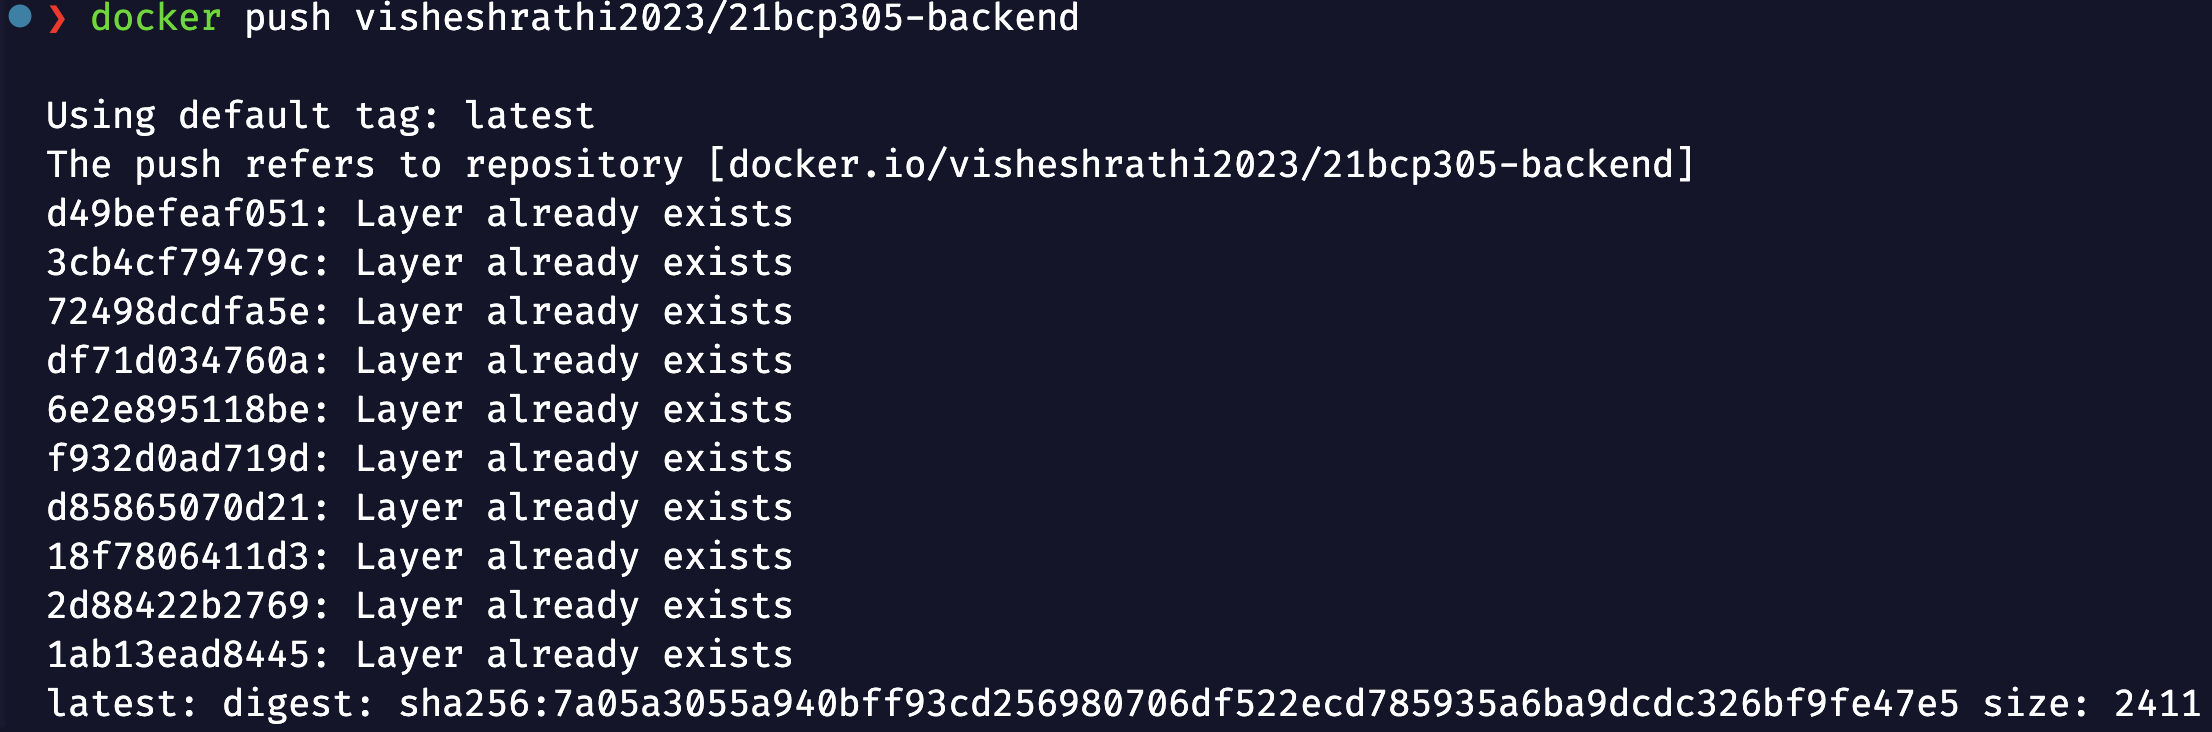 ❯ docker push visheshrathi2023/21bcp305-backend
Using default tag: latest
The push refers to repository [docker.io/visheshrathi2023/21bcp305-backend]
d49befeaf051: Layer already exists
3cb4cf79479c: Layer already exists
72498dcdfa5e: Layer already exists
df71d034760a: Layer already exists
6e2e895118be: Layer already exists
f932d0ad719d: Layer already exists
d85865070d21: Layer already exists
18f7806411d3: Layer already exists
2d88422b2769: Layer already exists
1ab13ead8445: Layer already exists
latest: digest: sha256:7a05a3055a940bff93cd256980706df522ecd785935a6ba9dcdc326bf9fe47e5 size: 2411